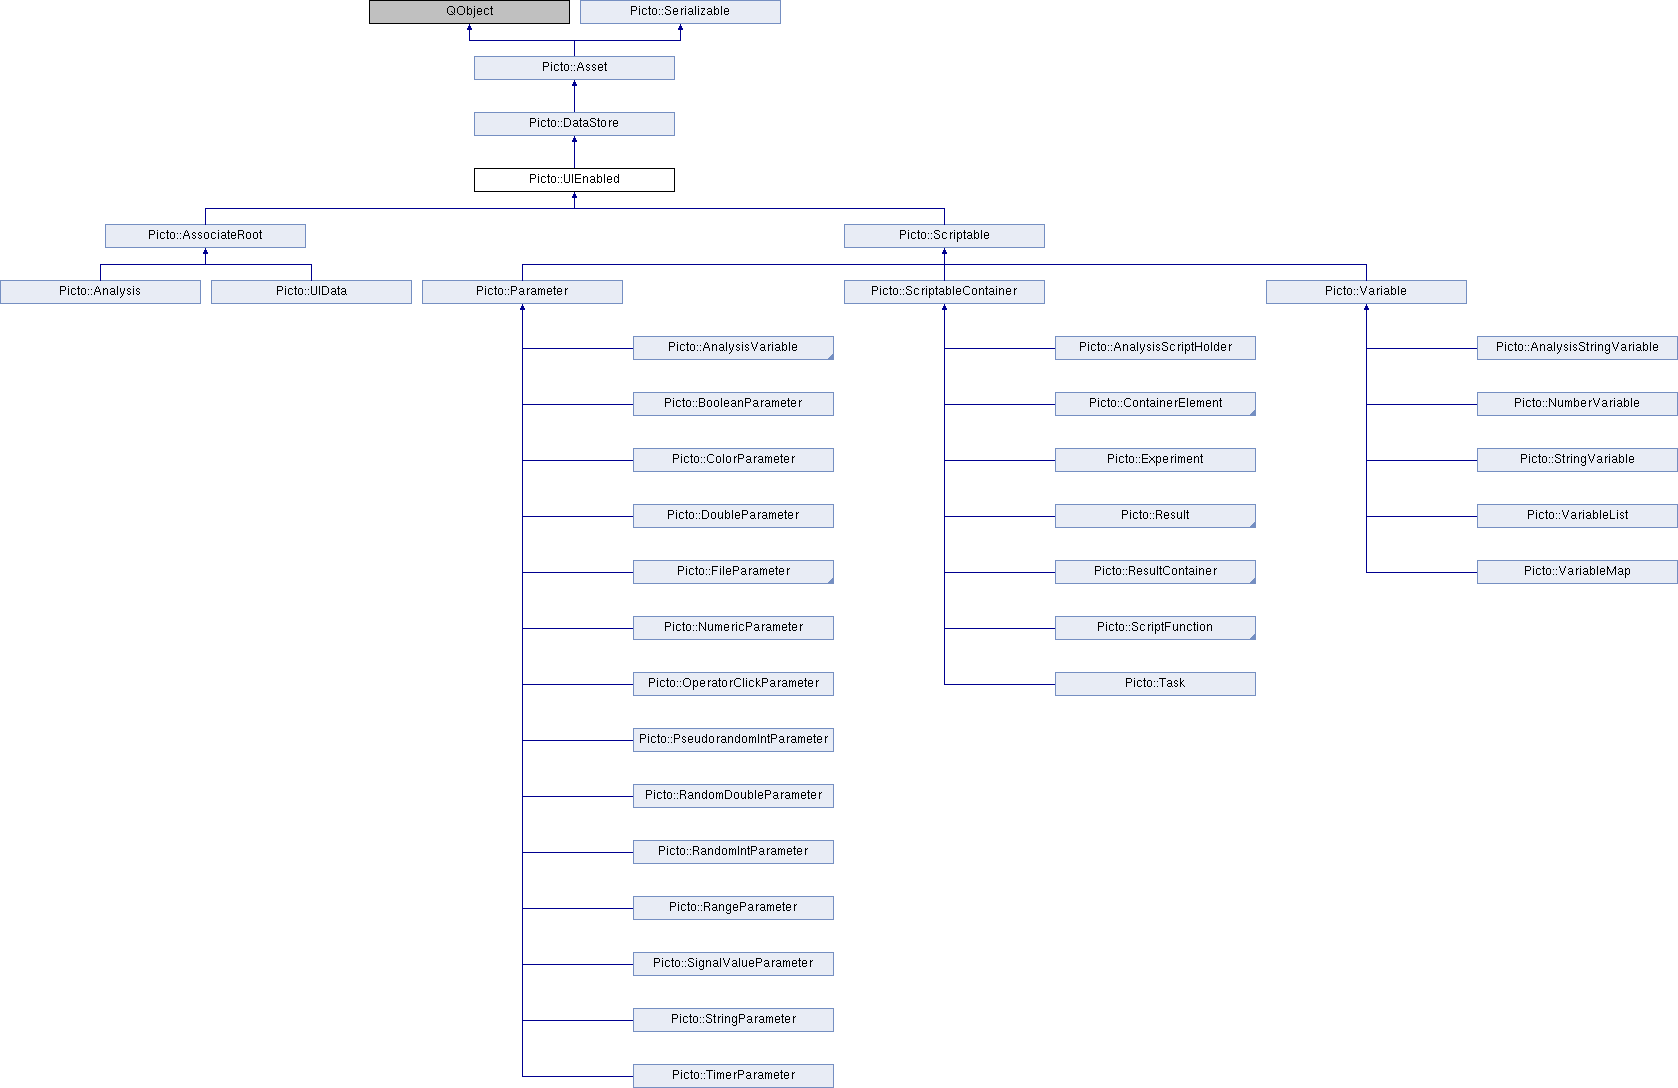 QObject
Picto::Serializable
Picto::Asset
Picto::DataStore
Picto::UIEnabled
Picto::AssociateRoot
Picto::Scriptable
Picto::Analysis
Picto::UIData
Picto::Parameter
Picto::ScriptableContainer
Picto::Variable
Picto::AnalysisVariable
Picto::AnalysisScriptHolder
Picto::AnalysisStringVariable
Picto::BooleanParameter
Picto::ContainerElement
Picto::NumberVariable
Picto::ColorParameter
Picto::Experiment
Picto::StringVariable
Picto::DoubleParameter
Picto::Result
Picto::VariableList
Picto::FileParameter
Picto::ResultContainer
Picto::VariableMap
Picto::NumericParameter
Picto::ScriptFunction
Picto::OperatorClickParameter
Picto::Task
Picto::PseudorandomIntParameter
Picto::RandomDoubleParameter
Picto::RandomIntParameter
Picto::RangeParameter
Picto::SignalValueParameter
Picto::StringParameter
Picto::TimerParameter